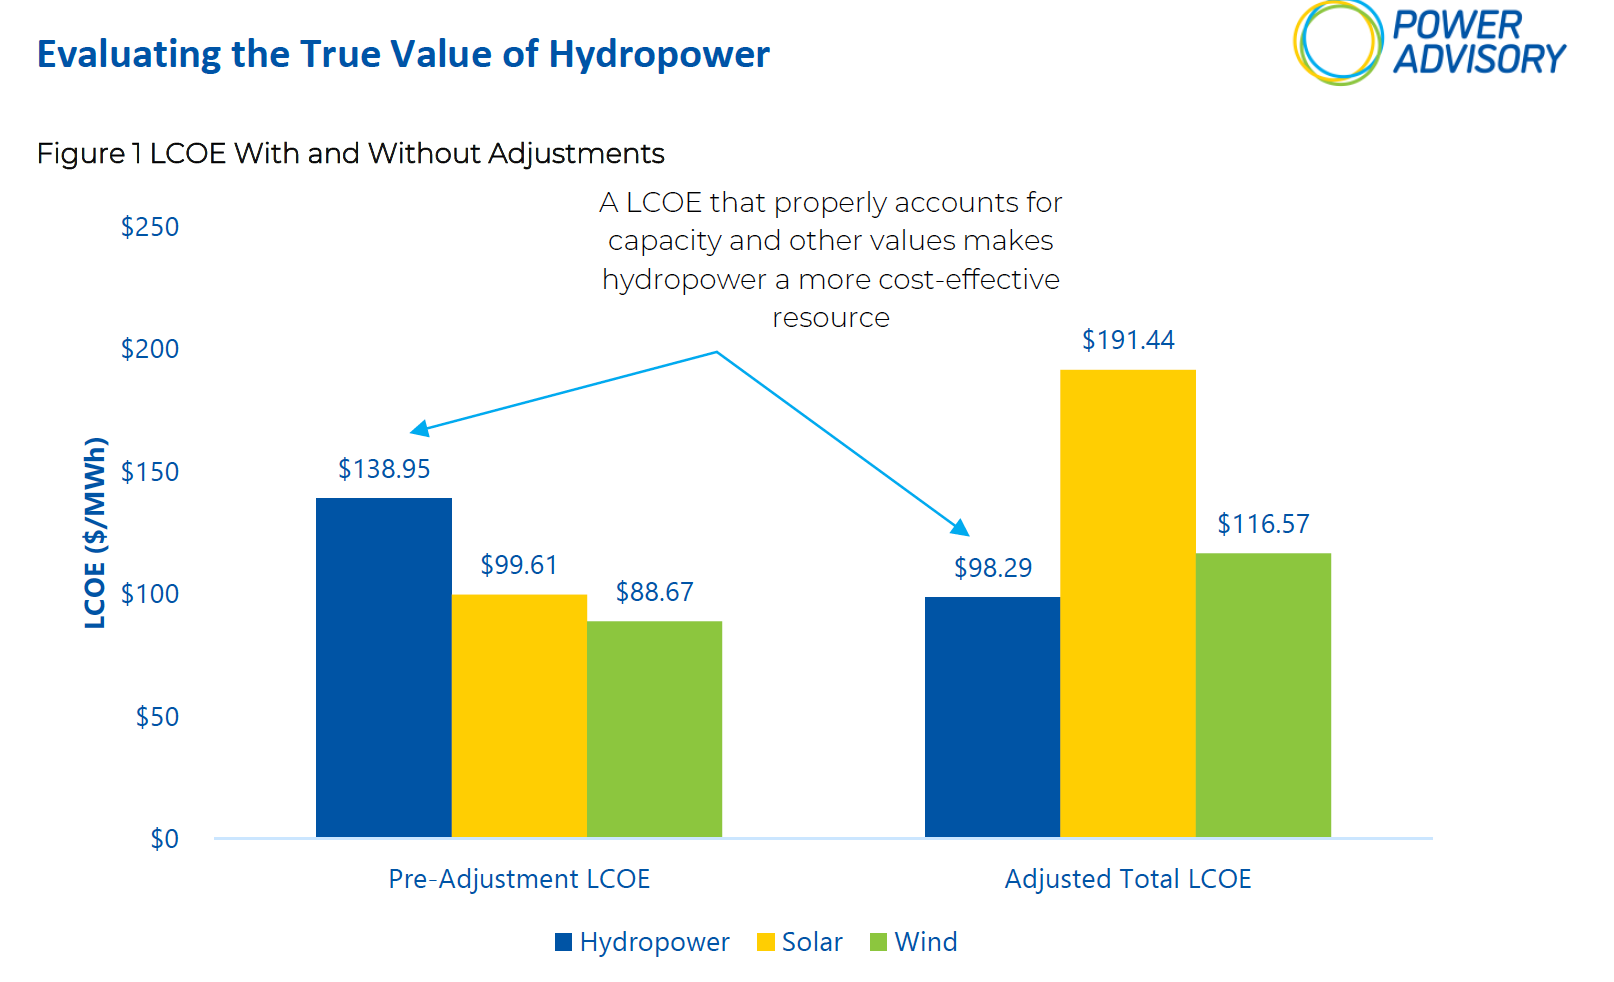 POWER
ADVISORY
Evaluating the True Value of Hydropower
Figure 1 LCOE With and Without Adjustments
A LCOE that properly accounts for
capacity and other values makes
hydropower a more cost-effective
resource
$250
$200
$150
$100
$50
$0
LCOE ($/MWh)
$138.95
$99.61
$88.67
$98.29
$191.44
$116.57
Pre-Adjustment LCOE
Adjusted Total LCOE
Hydropower
Solar
Wind